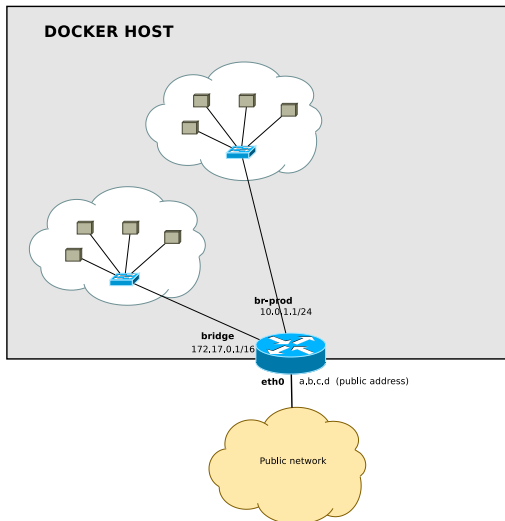 DOCKER HOST
br-prod
10.0.1.1/24
bridge
172,17,0,1/16
eth0 a,b,c,d (public address)
Public network